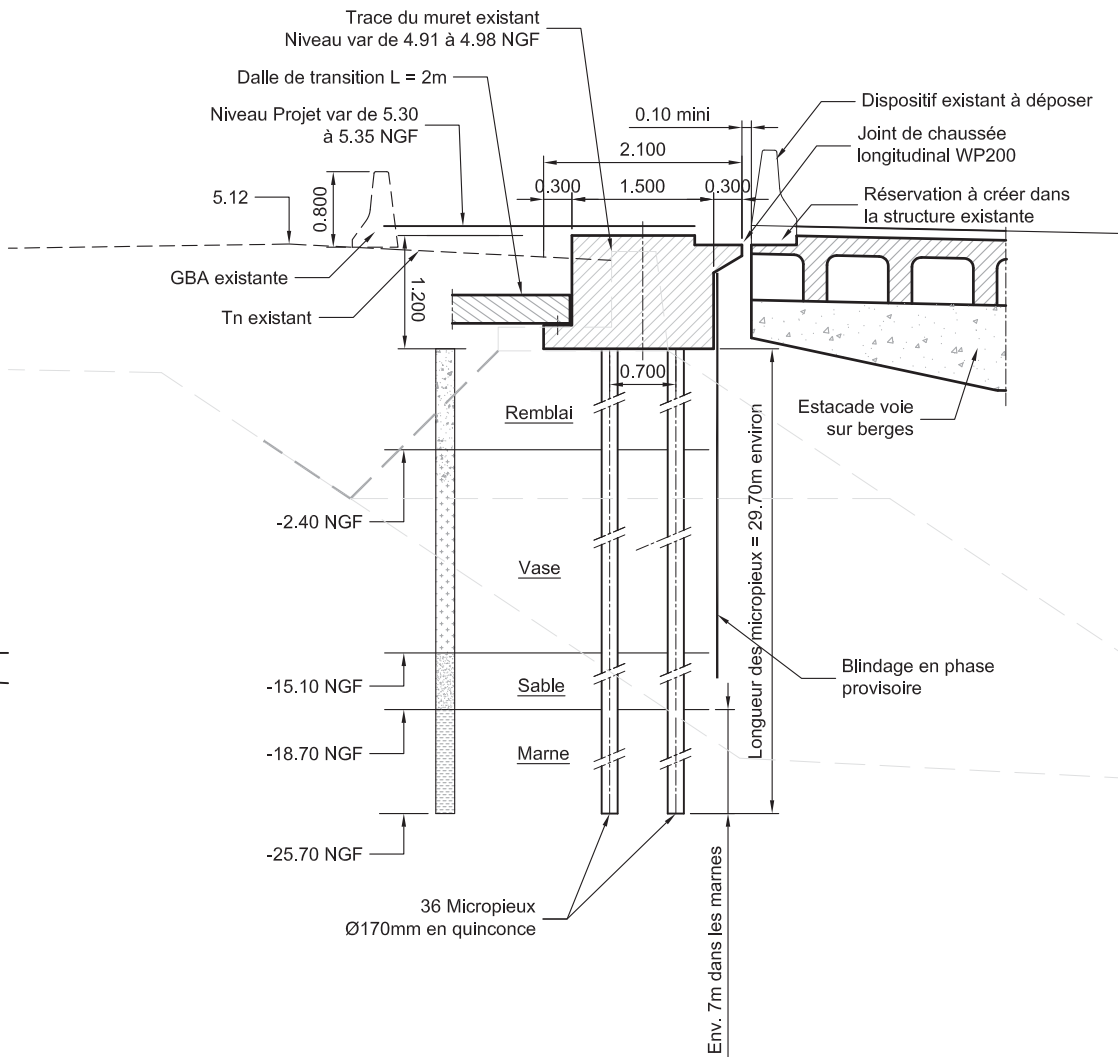 Trace du muret existant
Niveau var de 4.91 à 4.98 NGF
Dalle de transition L = 2m
Niveau Projet var de 5.30
à 5.35 NGF
0.10 mini
Dispositif existant à déposer
Joint de chaussée
longitudinal WP200
2.100
0.300
1.500
0.300
Réservation à créer dans
la structure existante
5.12
0.800
GBA existante
Tn existant
1.200
0.700
Remblai
Estacade voie
sur berges
-2.40 NGF
Vase
Longueur des micropieux = 29.70m environ
Blindage en phase
provisoire
-15.10 NGF
Sable
-18.70 NGF
Marne
-25.70 NGF
36 Micropieux
Ø170mm en quinconce
Env. 7m dans les marnes